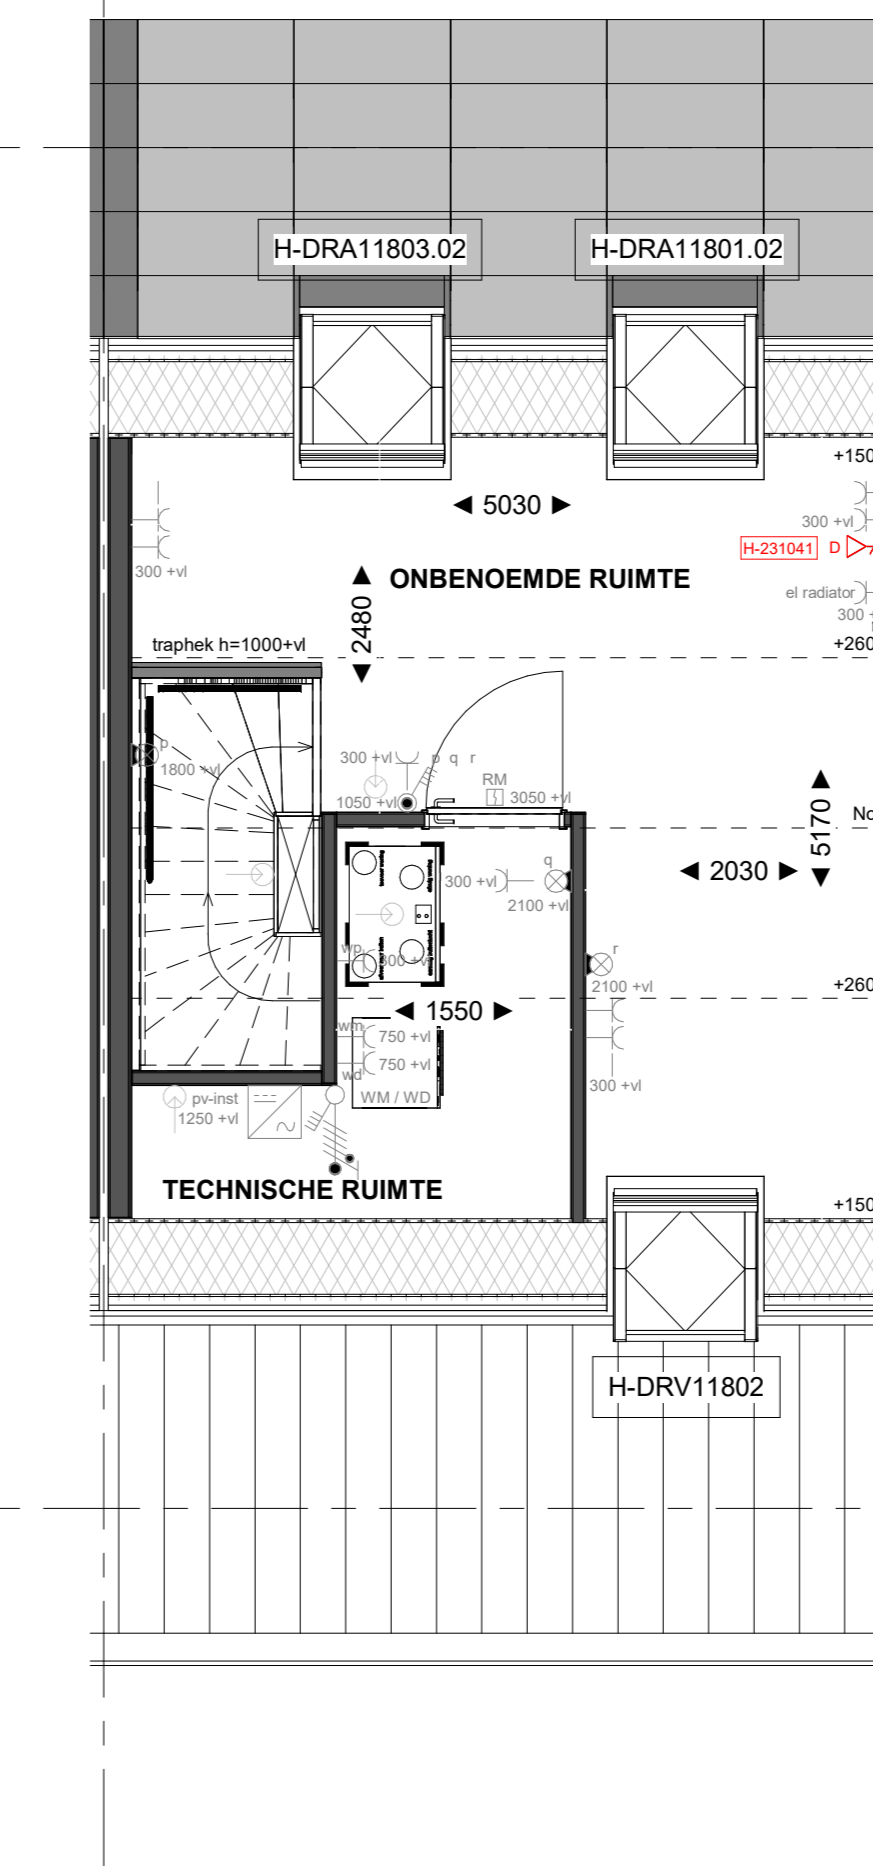 H-DRA11803.02
H-DRA11801.02
+150
5030
300 +vl
H-231041 D
300 +vl
ONBENOEMDE RUIMTE
el radiator
300 +
2480
traphek h=1000+vl
+260
p
1800 +vl
300 +vl
p q r
RM
1050 +vl
3050 +vl
No
5170
2030
q
300 +vl
2100 +vl
wp
300 +vl
r
2100 +vl
+260
1550
wm
750 +vl
750 +vl
wd
WM / WD
300 +vl
pv-inst
1250 +vl
TECHNISCHE RUIMTE
+150
H-DRV11802